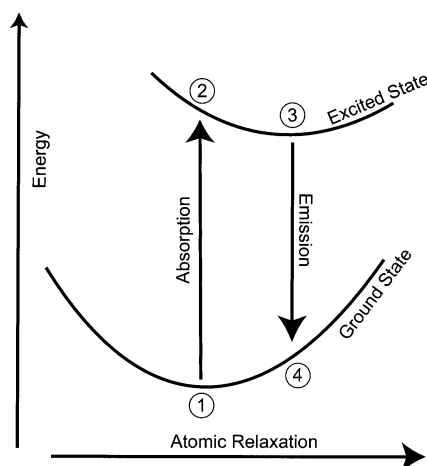 2
3
Excited State
Energy
Absorption
Emission
Ground State
4
1
Atomic Relaxation